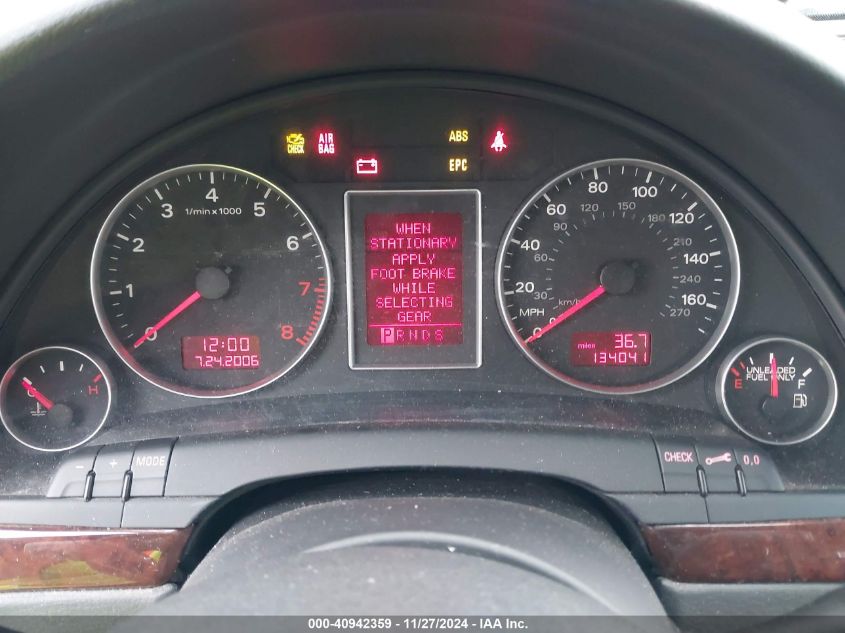 CHECK
AIR
BAG
ABS
EPC
1/min x 1000
0 1 2 3 4 5 6 7 8
12:00
7.24.2006
WHEN
STATIONARY
APPLY
FOOT BRAKE
WHILE
SELECTING
GEAR
P R N D S
0 20 40 60 80 100 120 140 160
30 60 90 120 150 180 210 240 270
MPH
km/h
miles 36.7
134041
C H
E F
UNLEADED
FUEL ONLY
- + MODE
CHECK 0.0
000-40942359 - 11/27/2024 - IAA Inc.